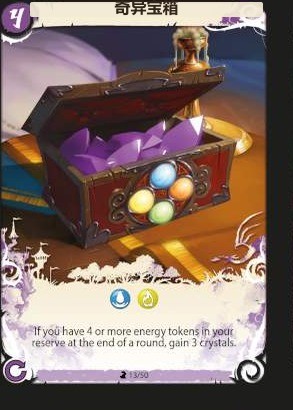 奇异宝箱
4
If you have 4 or more energy tokens in your
reserve at the end of a round, gain 3 crystals.
13/50